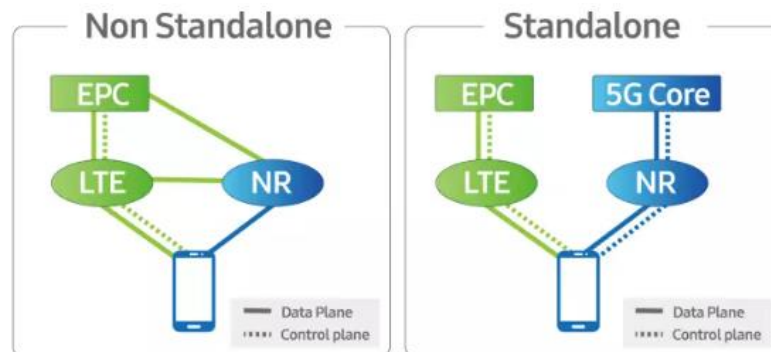 Non Standalone
EPC
LTE
NR
Data Plane
Control plane
Standalone
EPC
5G Core
LTE
NR
Data Plane
Control plane